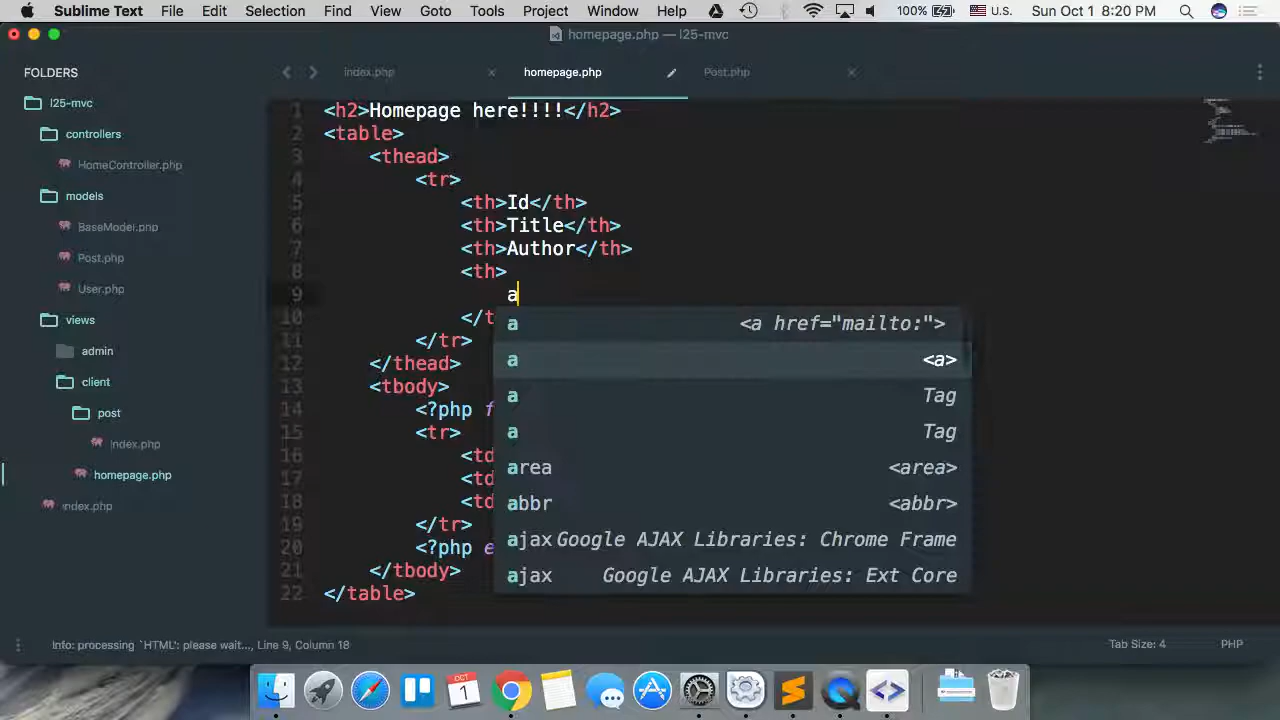 Sublime Text File Edit Selection Find View Goto Tools Project Window Help 100% U.S. Sun Oct 1 8:20 PM
homepage.php — l25-mvc
FOLDERS
l25-mvc
controllers
HomeController.php
models
BaseModel.php
Post.php
User.php
views
admin
client
post
index.php
homepage.php
index.php
index.php homepage.php Post.php
1 <h2>Homepage here!!!!</h2>
2 <table>
3 <thead>
4 <tr>
5 <th>Id</th>
6 <th>Title</th>
7 <th>Author</th>
8 <th>
9 a
10 </t
11 </tr>
12 </thead>
13 <tbody>
14 <?php f
15 <tr>
16 <td
17 <td
18 <td
19 </tr>
20 <?php e
21 </tbody>
22 </table>
a <a href="mailto:">
a <a>
a Tag
a Tag
area <area>
abbr <abbr>
ajax Google AJAX Libraries: Chrome Frame
ajax Google AJAX Libraries: Ext Core
Info: processing `HTML': please wait..., Line 9, Column 18 Tab Size: 4 PHP
OCT
1